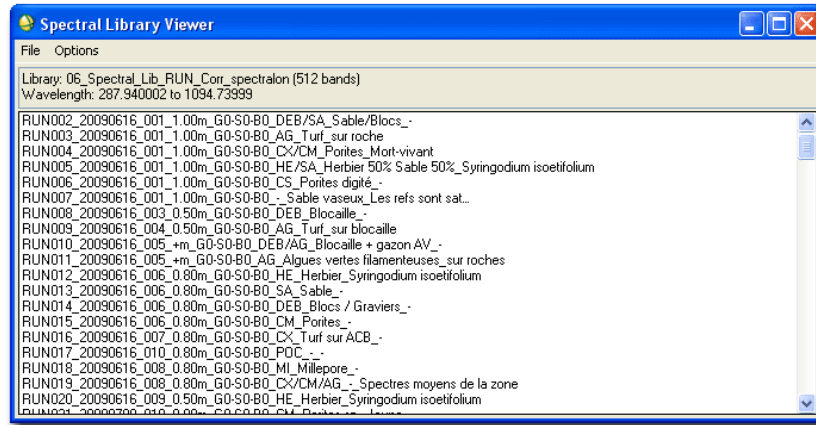 Spectral Library Viewer
File Options
Library: 06_Spectral_Lib_RUN_Corr_spectralon (512 bands)
Wavelength: 287.940002 to 1094.73999
RUN002_20090616_001_1.00m_G0-S0-B0_DEB/SA_Sable/Blocs_-
RUN003_20090616_001_1.00m_G0-S0-B0_AG_Turf_sur roche
RUN004_20090616_001_1.00m_G0-S0-B0_CX/CM_Porites_Mort-vivant
RUN005_20090616_001_1.00m_G0-S0-B0_HE/SA_Herbier 50% Sable 50%_Syringodium isoetifolium
RUN006_20090616_001_1.00m_G0-S0-B0_CS_Porites digité_-
RUN007_20090616_001_1.00m_G0-S0-B0_-_Sable vaseux_Les refs sont sat...
RUN008_20090616_003_0.50m_G0-S0-B0_DEB_Blocaille_-
RUN009_20090616_004_0.50m_G0-S0-B0_AG_Turf_sur blocaille
RUN010_20090616_005_+m_G0-S0-B0_DEB/AG_Blocaille + gazon AV_-
RUN011_20090616_005_+m_G0-S0-B0_AG_Algues vertes filamenteuses_sur roches
RUN012_20090616_006_0.80m_G0-S0-B0_HE_Herbier_Syringodium isoetifolium
RUN013_20090616_006_0.80m_G0-S0-B0_SA_Sable_-
RUN014_20090616_006_0.80m_G0-S0-B0_DEB_Blocs / Graviers_-
RUN015_20090616_006_0.80m_G0-S0-B0_CM_Porites_-
RUN016_20090616_007_0.80m_G0-S0-B0_CX_Turf sur ACB_-
RUN017_20090616_010_0.80m_G0-S0-B0_POC_-_-
RUN018_20090616_008_0.80m_G0-S0-B0_MI_Millepore_-
RUN019_20090616_008_0.80m_G0-S0-B0_CX/CM/AG_-_Spectres moyens de la zone
RUN020_20090616_009_0.50m_G0-S0-B0_HE_Herbier_Syringodium isoetifolium